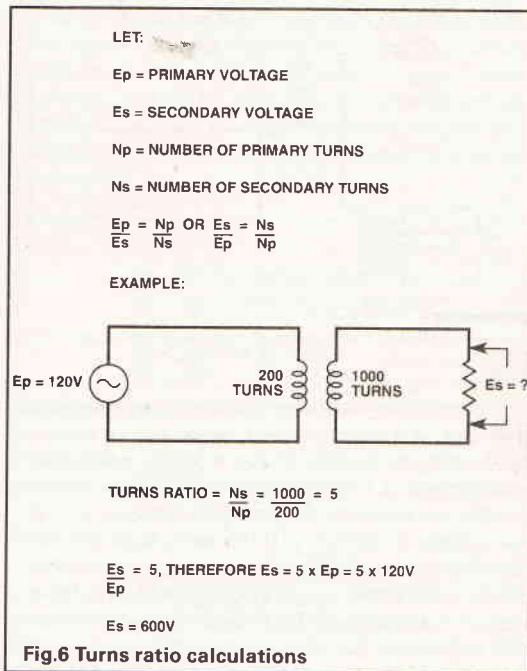 LET:
Ep = PRIMARY VOLTAGE
Es = SECONDARY VOLTAGE
Np = NUMBER OF PRIMARY TURNS
Ns = NUMBER OF SECONDARY TURNS
Ep/Es = Np/Ns OR Es/Ep = Ns/Np
EXAMPLE:
Ep = 120V
200 TURNS
1000 TURNS
Es = ?
TURNS RATIO = Ns/Np = 1000/200 = 5
Es/Ep = 5, THEREFORE Es = 5 x Ep = 5 x 120V
Es = 600V
Fig.6 Turns ratio calculations